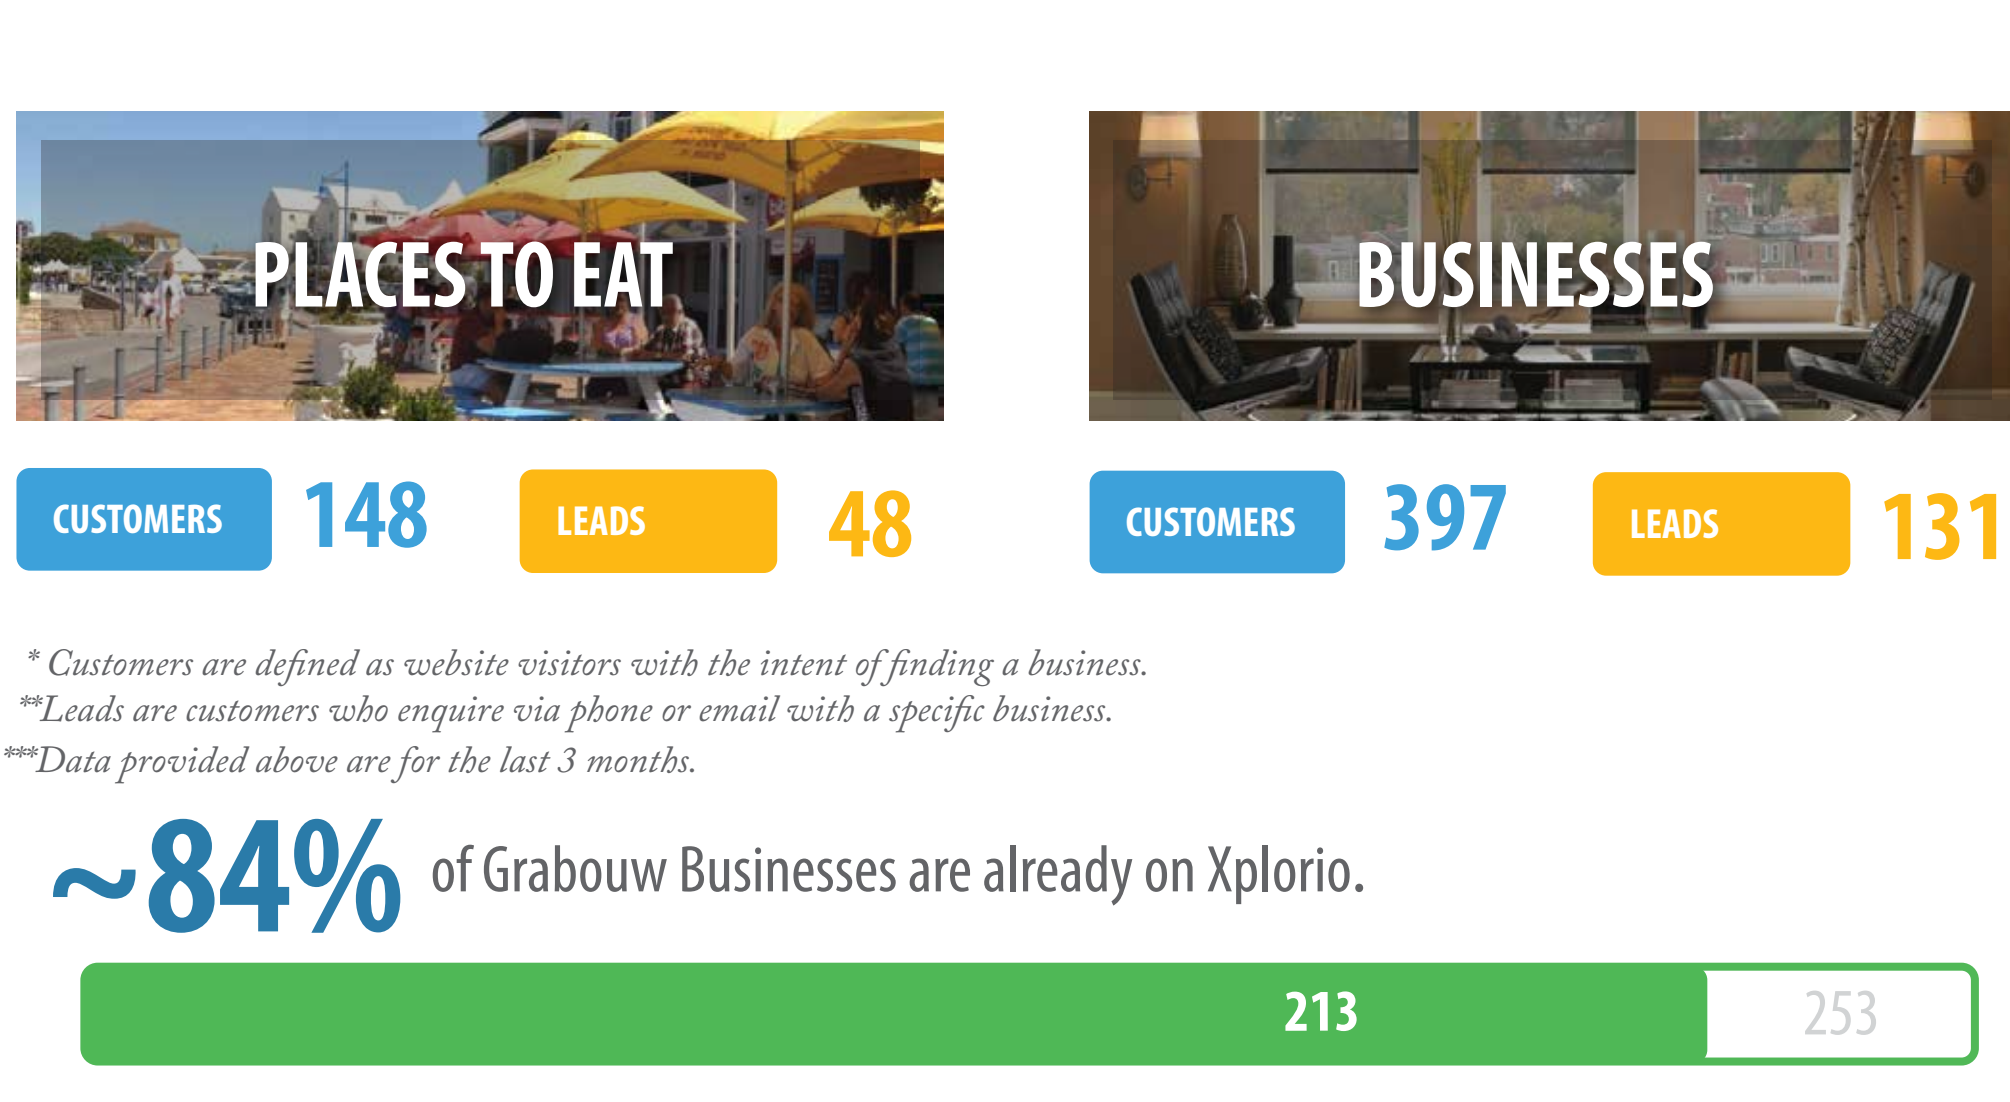 PLACES TO EAT
BUSINESSES
CUSTOMERS 148 LEADS 48
CUSTOMERS 397 LEADS 131
* Customers are defined as website visitors with the intent of finding a business.
**Leads are customers who enquire via phone or email with a specific business.
***Data provided above are for the last 3 months.
~84% of Grabouw Businesses are already on Xplorio.
213 253